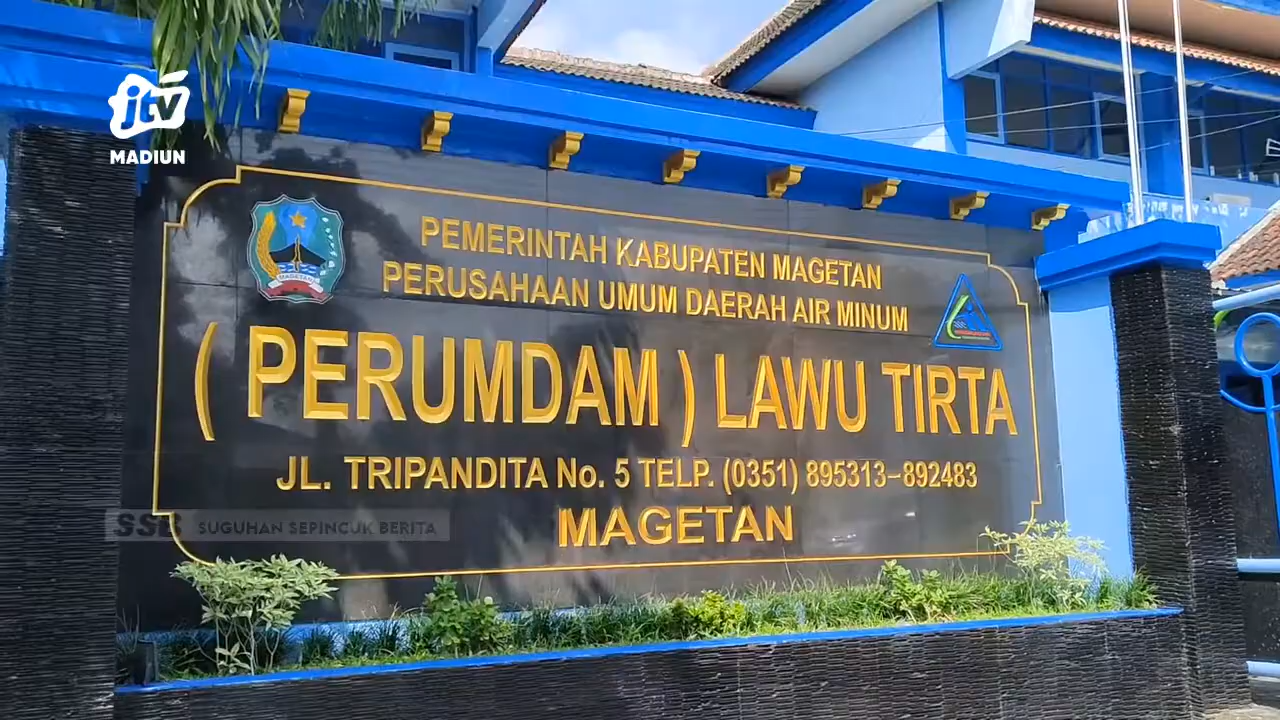 jtv
MADIUN
PEMERINTAH KABUPATEN MAGETAN
PERUSAHAAN UMUM DAERAH AIR MINUM
( PERUMDAM ) LAWU TIRTA
JL. TRIPANDITA No. 5 TELP. (0351) 895313-892483
MAGETAN
MAGETAN
SSB SUGUHAN SEPINCUK BERITA